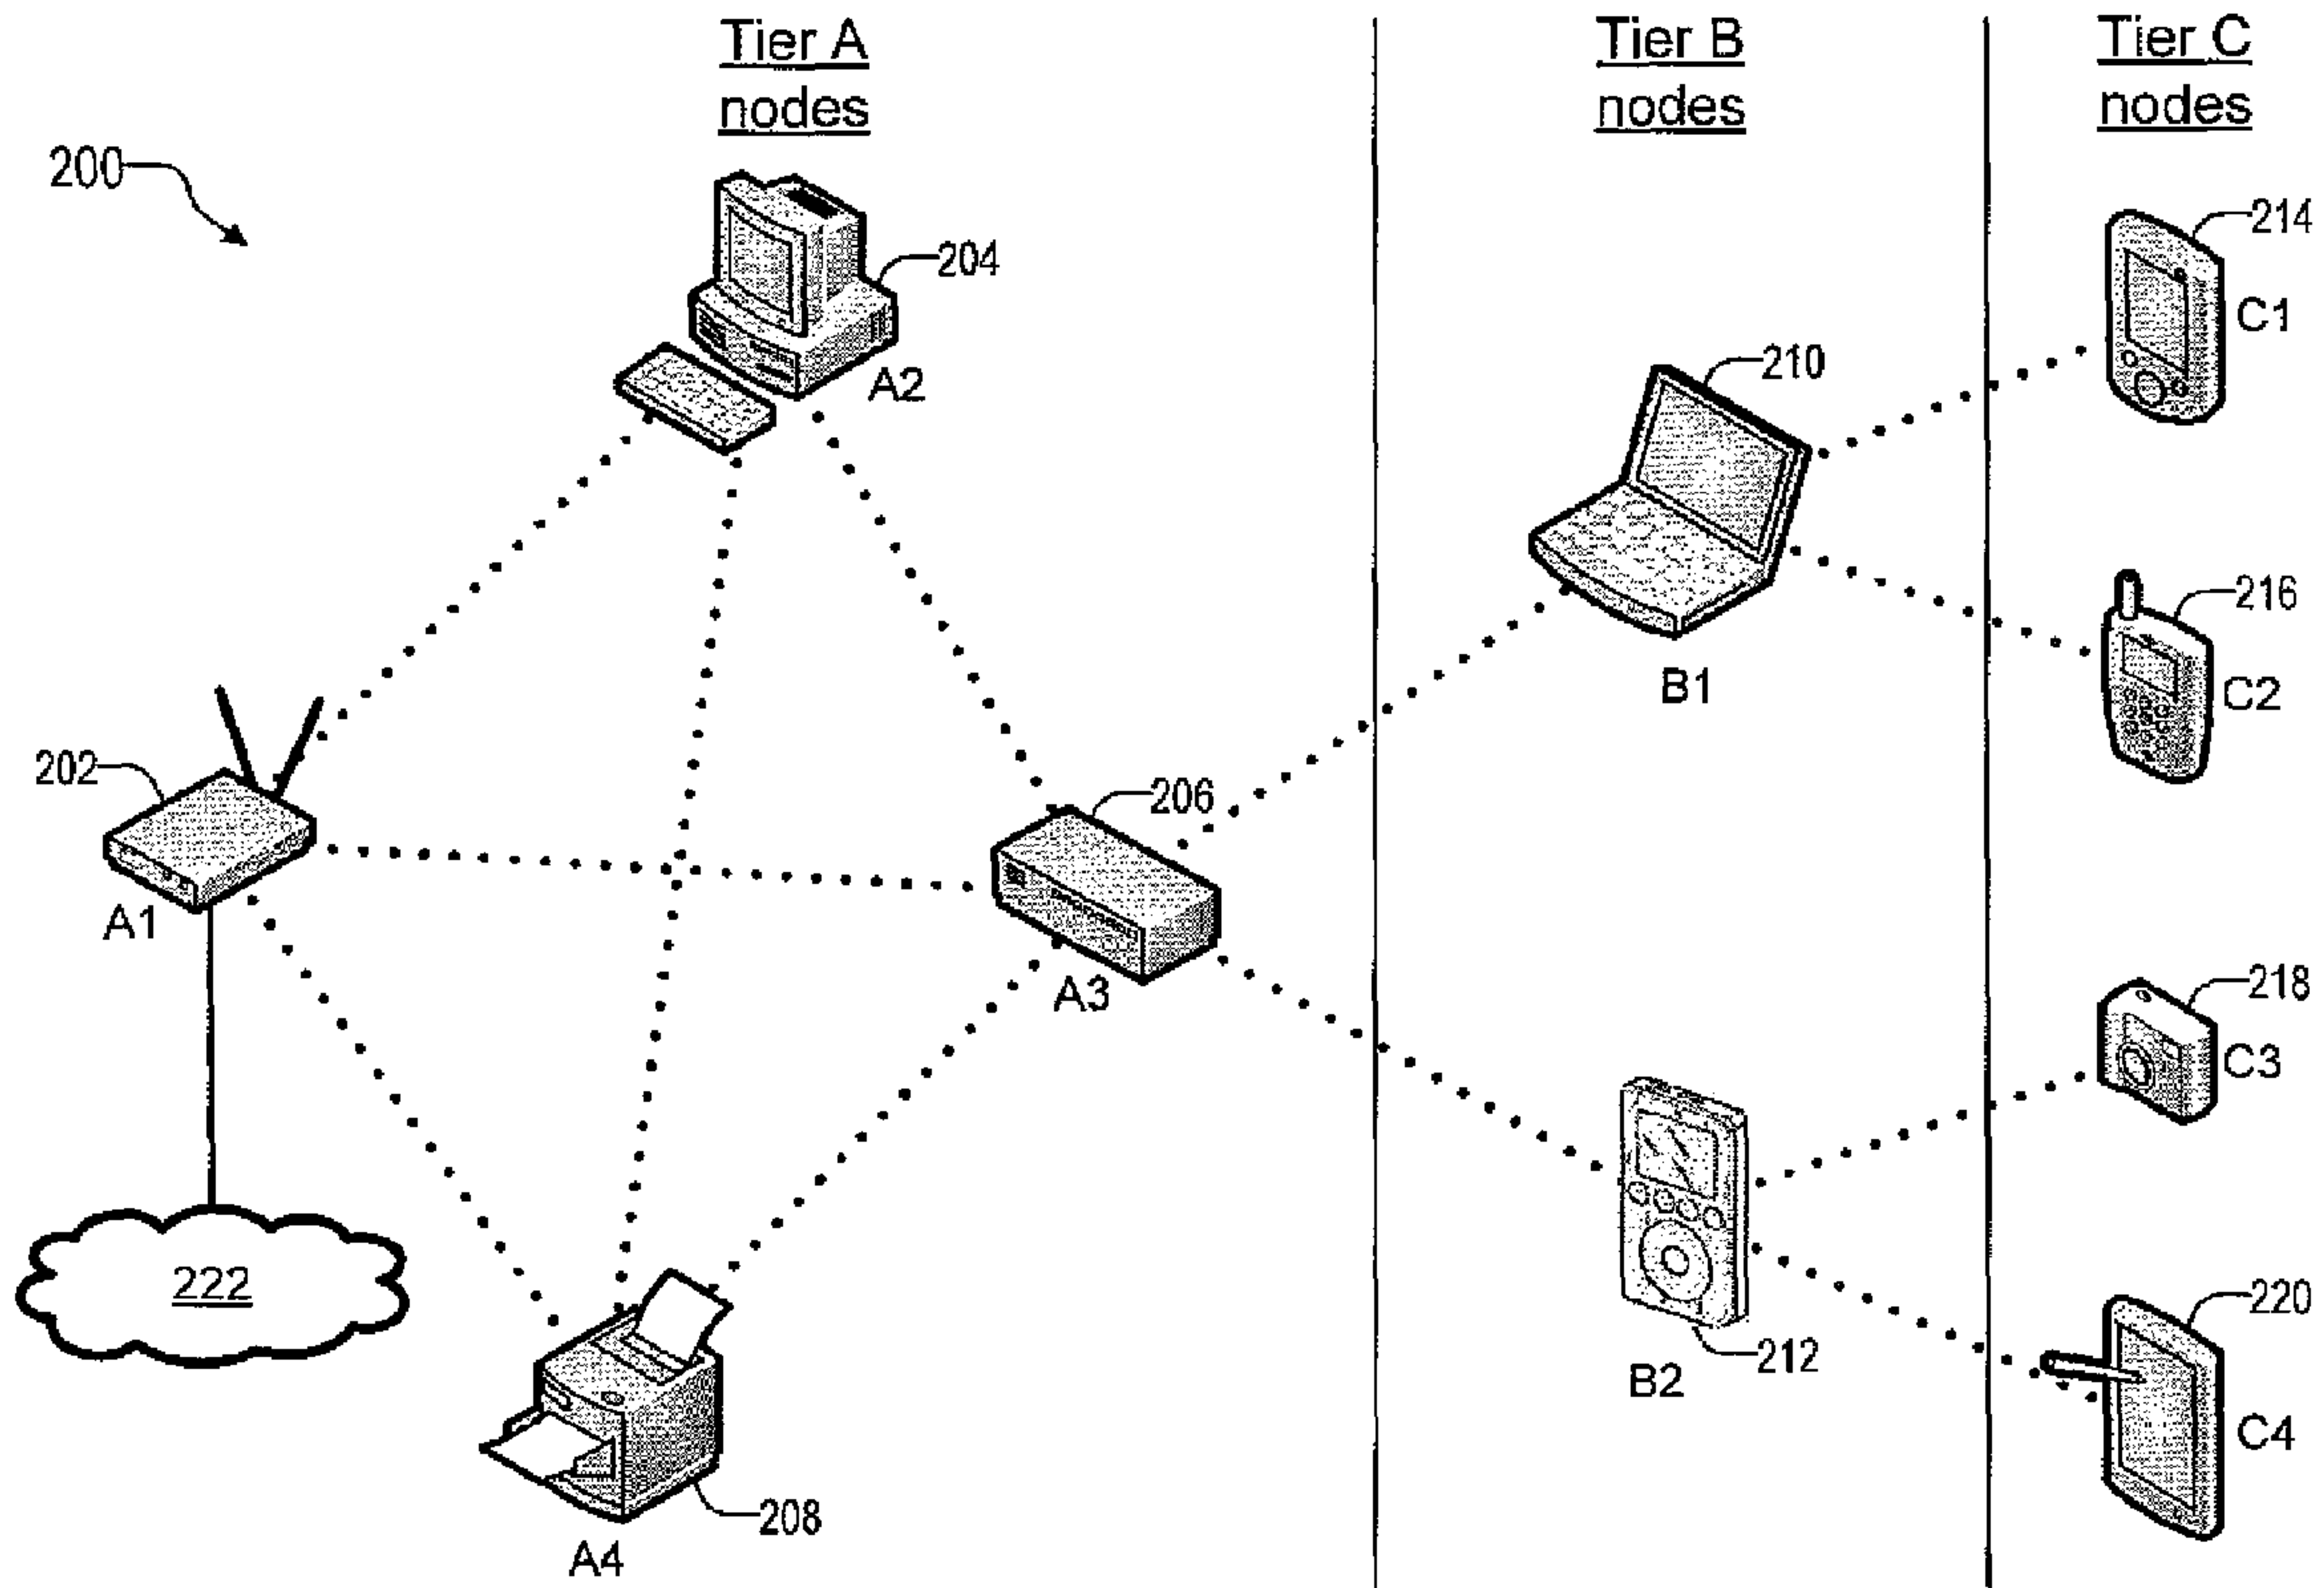 Tier A
nodes
Tier B
nodes
Tier C
nodes
200
204
A2
214
C1
210
B1
216
C2
202
A1
206
A3
218
C3
222
212
B2
220
C4
208
A4